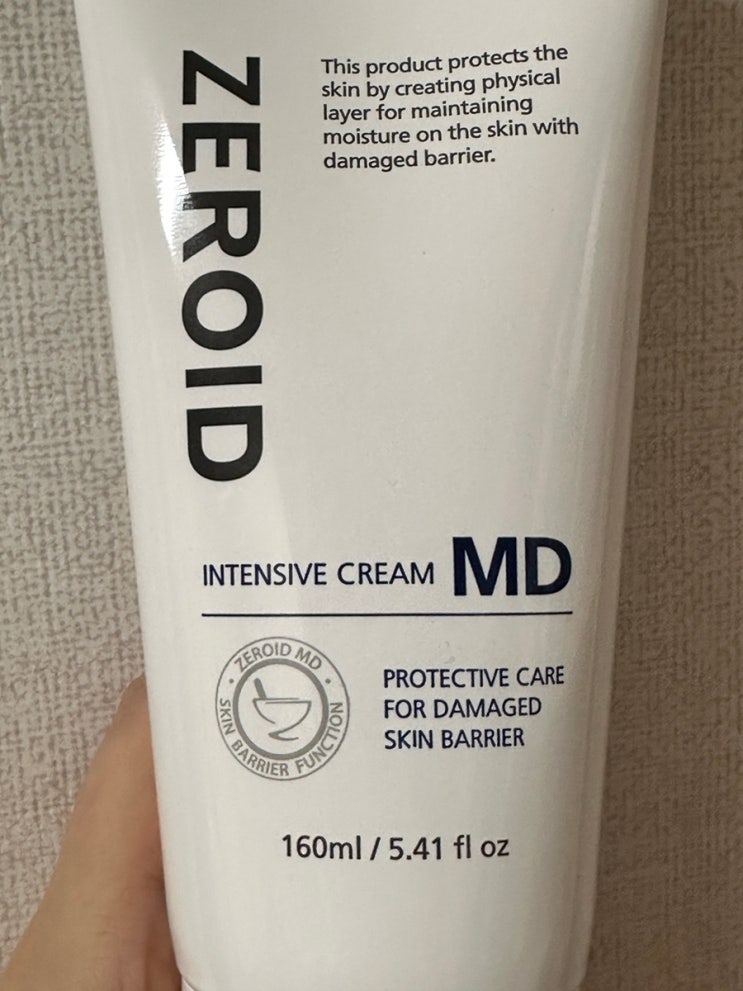 ZEROID
This product protects the
skin by creating physical
layer for maintaining
moisture on the skin with
damaged barrier.
INTENSIVE CREAM MD
· ZEROID MD ·
SKIN BARRIER FUNCTION
PROTECTIVE CARE
FOR DAMAGED
SKIN BARRIER
160ml / 5.41 fl oz